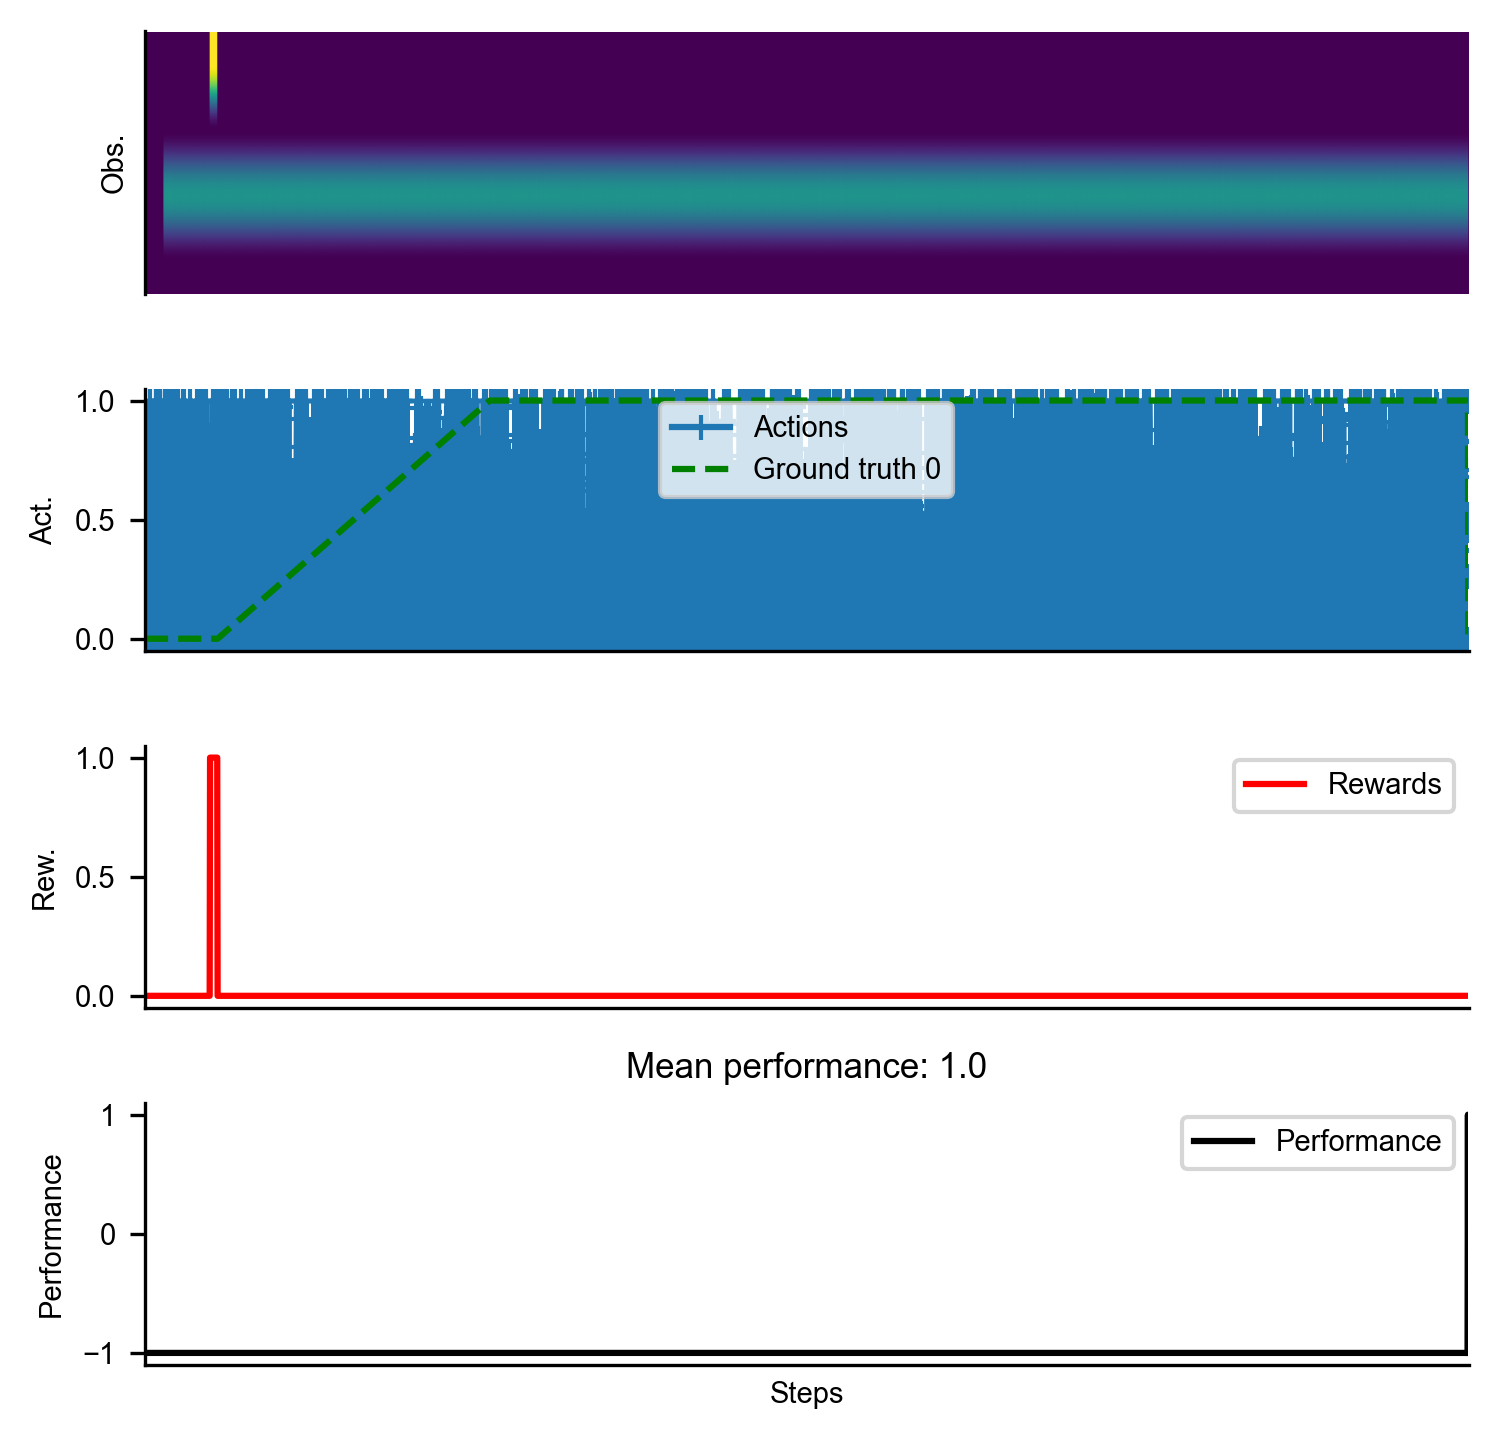 Obs.
1.0
0.5
0.0
Act.
Actions
Ground truth 0
1.0
0.5
0.0
Rew.
Rewards
Mean performance: 1.0
1
0
−1
Performance
Performance
Steps